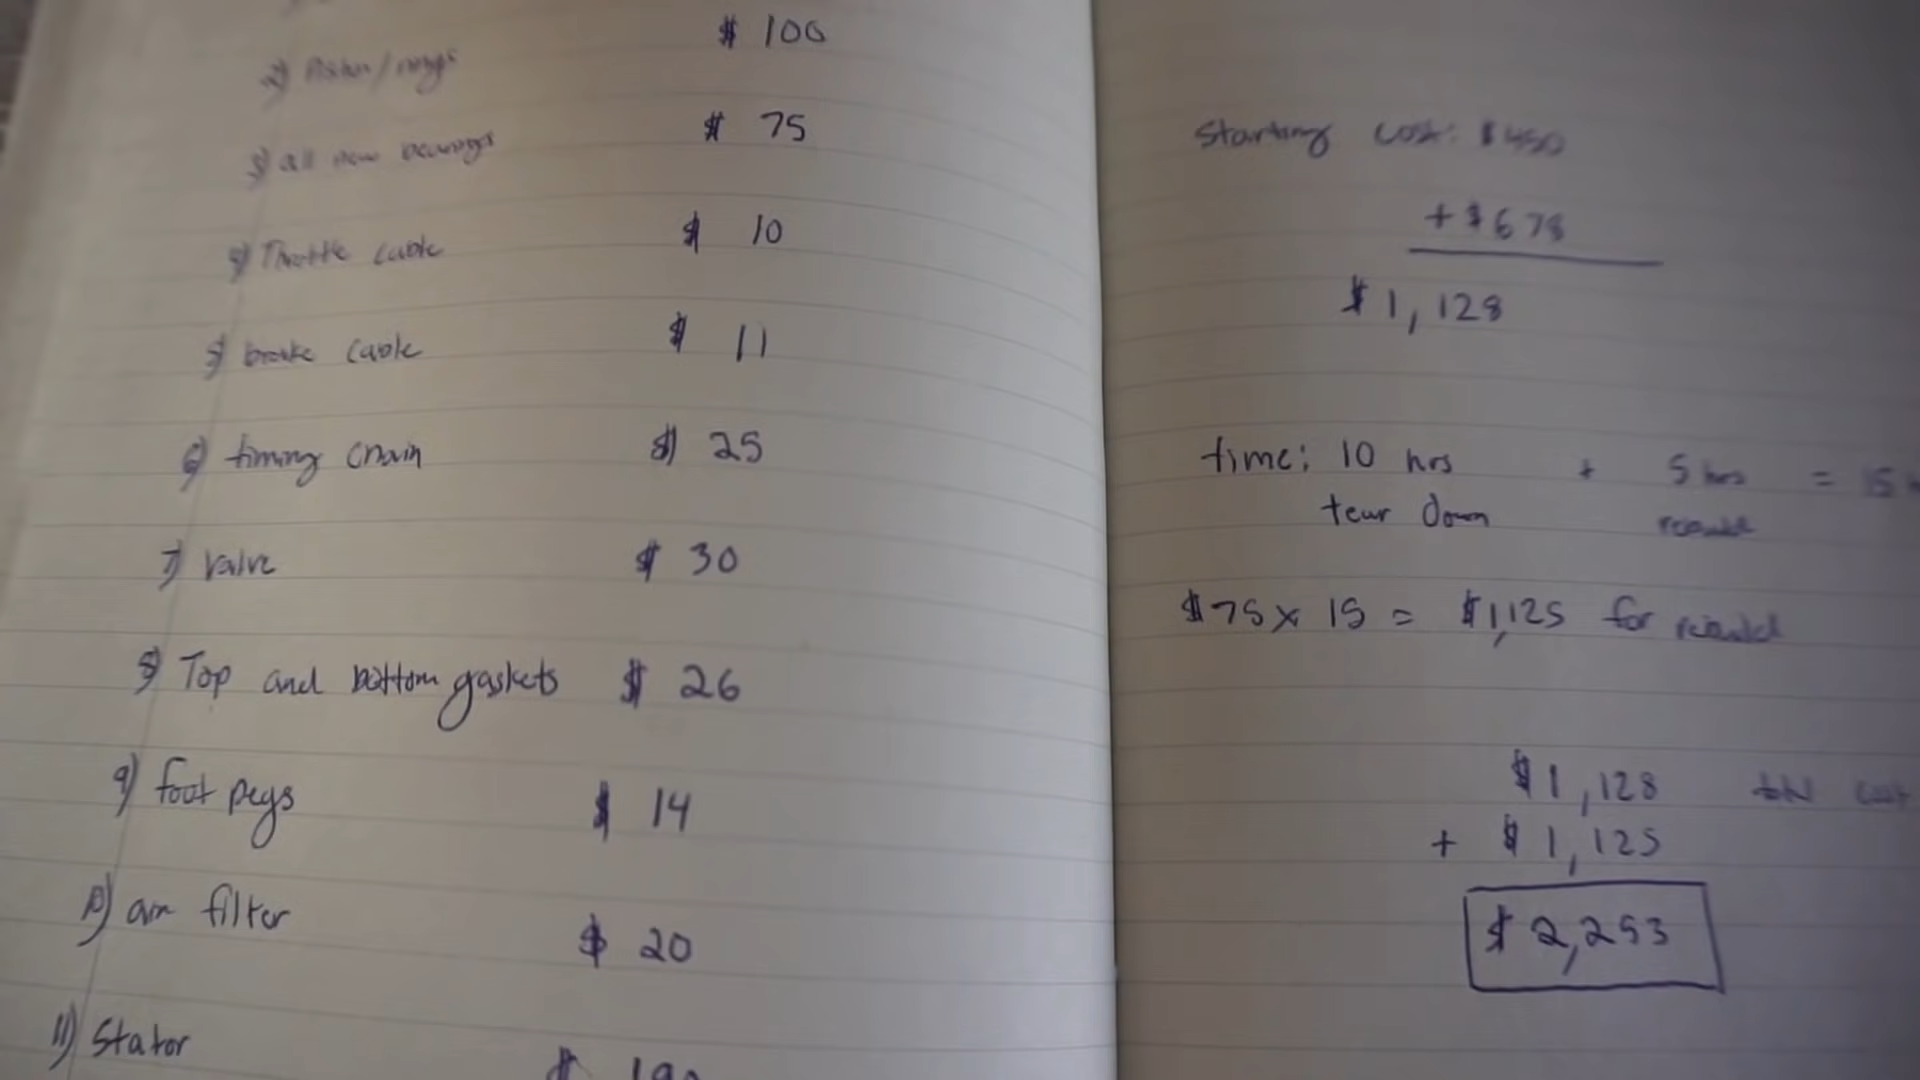 2) Piston/rings $ 100
3) all new bearings $ 75
4) Throttle cable $ 10
5) brake cable $ 11
6) timing chain $ 25
7) valve $ 30
8) Top and bottom gaskets $ 26
9) foot pegs $ 14
10) air filter $ 20
11) Stator $
Starting cost: $450
+ $678
$1,128
time: 10 hrs + 5 hrs = 15
tear down rebuild
$75 x 15 = $1,125 for rebuild
$1,128 total cost
+ $1,125
$2,253